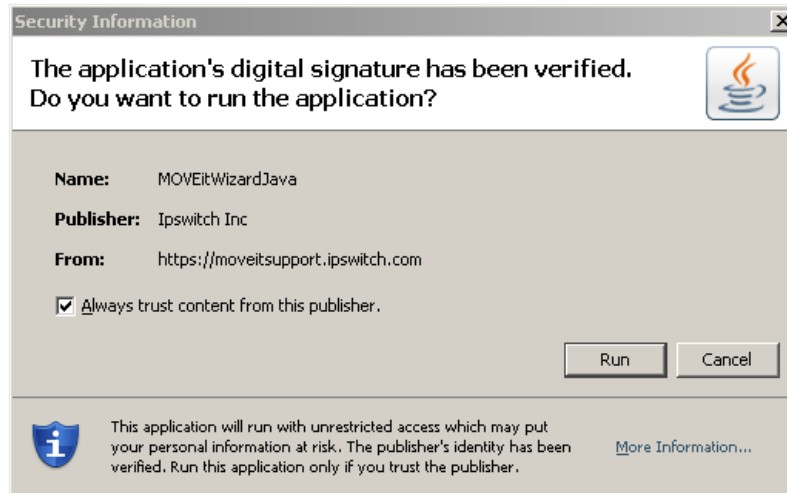 Security Information
The application's digital signature has been verified.
Do you want to run the application?
Name: MOVEitWizardJava
Publisher: Ipswitch Inc
From: https://moveitsupport.ipswitch.com
Always trust content from this publisher.
Run Cancel
This application will run with unrestricted access which may put
your personal information at risk. The publisher's identity has been
verified. Run this application only if you trust the publisher.
More Information...